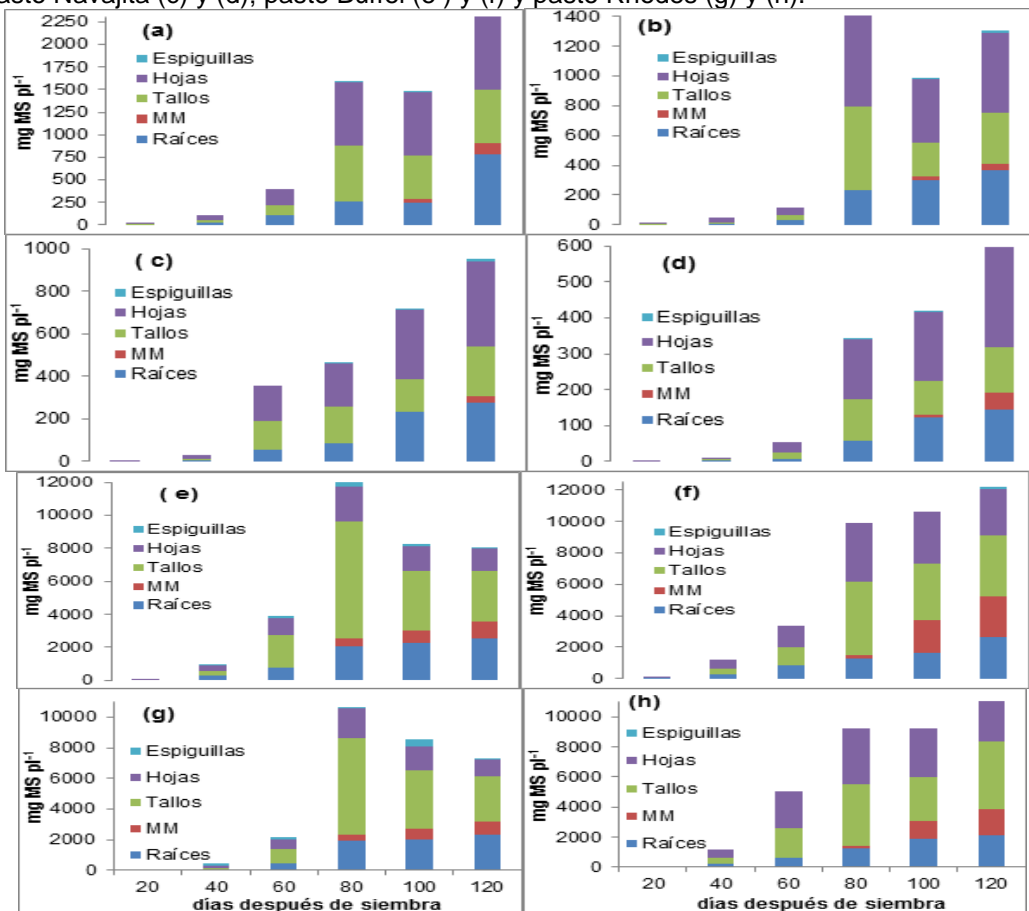 pasto Navajita (c) y (d), pasto Buffel (e ) y (f) y pasto Rhodes (g) y (h).
(a)
mg MS pl-1
2250
2000
1750
1500
1250
1000
750
500
250
0
Espiguillas
Hojas
Tallos
MM
Raíces
(b)
mg MS pl-1
1400
1200
1000
800
600
400
200
0
Espiguillas
Hojas
Tallos
MM
Raíces
( c)
mg MS pl-1
1000
800
600
400
200
0
Espiguillas
Hojas
Tallos
MM
Raíces
(d)
mg MS pl-1
600
500
400
300
200
100
0
Espiguillas
Hojas
Tallos
MM
Raíces
( e)
mg MS pl-1
12000
10000
8000
6000
4000
2000
0
Espiguillas
Hojas
Tallos
MM
Raíces
(f)
mg MS pl-1
12000
10000
8000
6000
4000
2000
0
Espiguillas
Hojas
Tallos
MM
Raíces
(g)
mg MS pl-1
10000
8000
6000
4000
2000
0
Espiguillas
Hojas
Tallos
MM
Raíces
20 40 60 80 100 120
días después de siembra
(h)
mg MS pl-1
10000
8000
6000
4000
2000
0
Espiguillas
Hojas
Tallos
MM
Raíces
20 40 60 80 100 120
días después de siembra